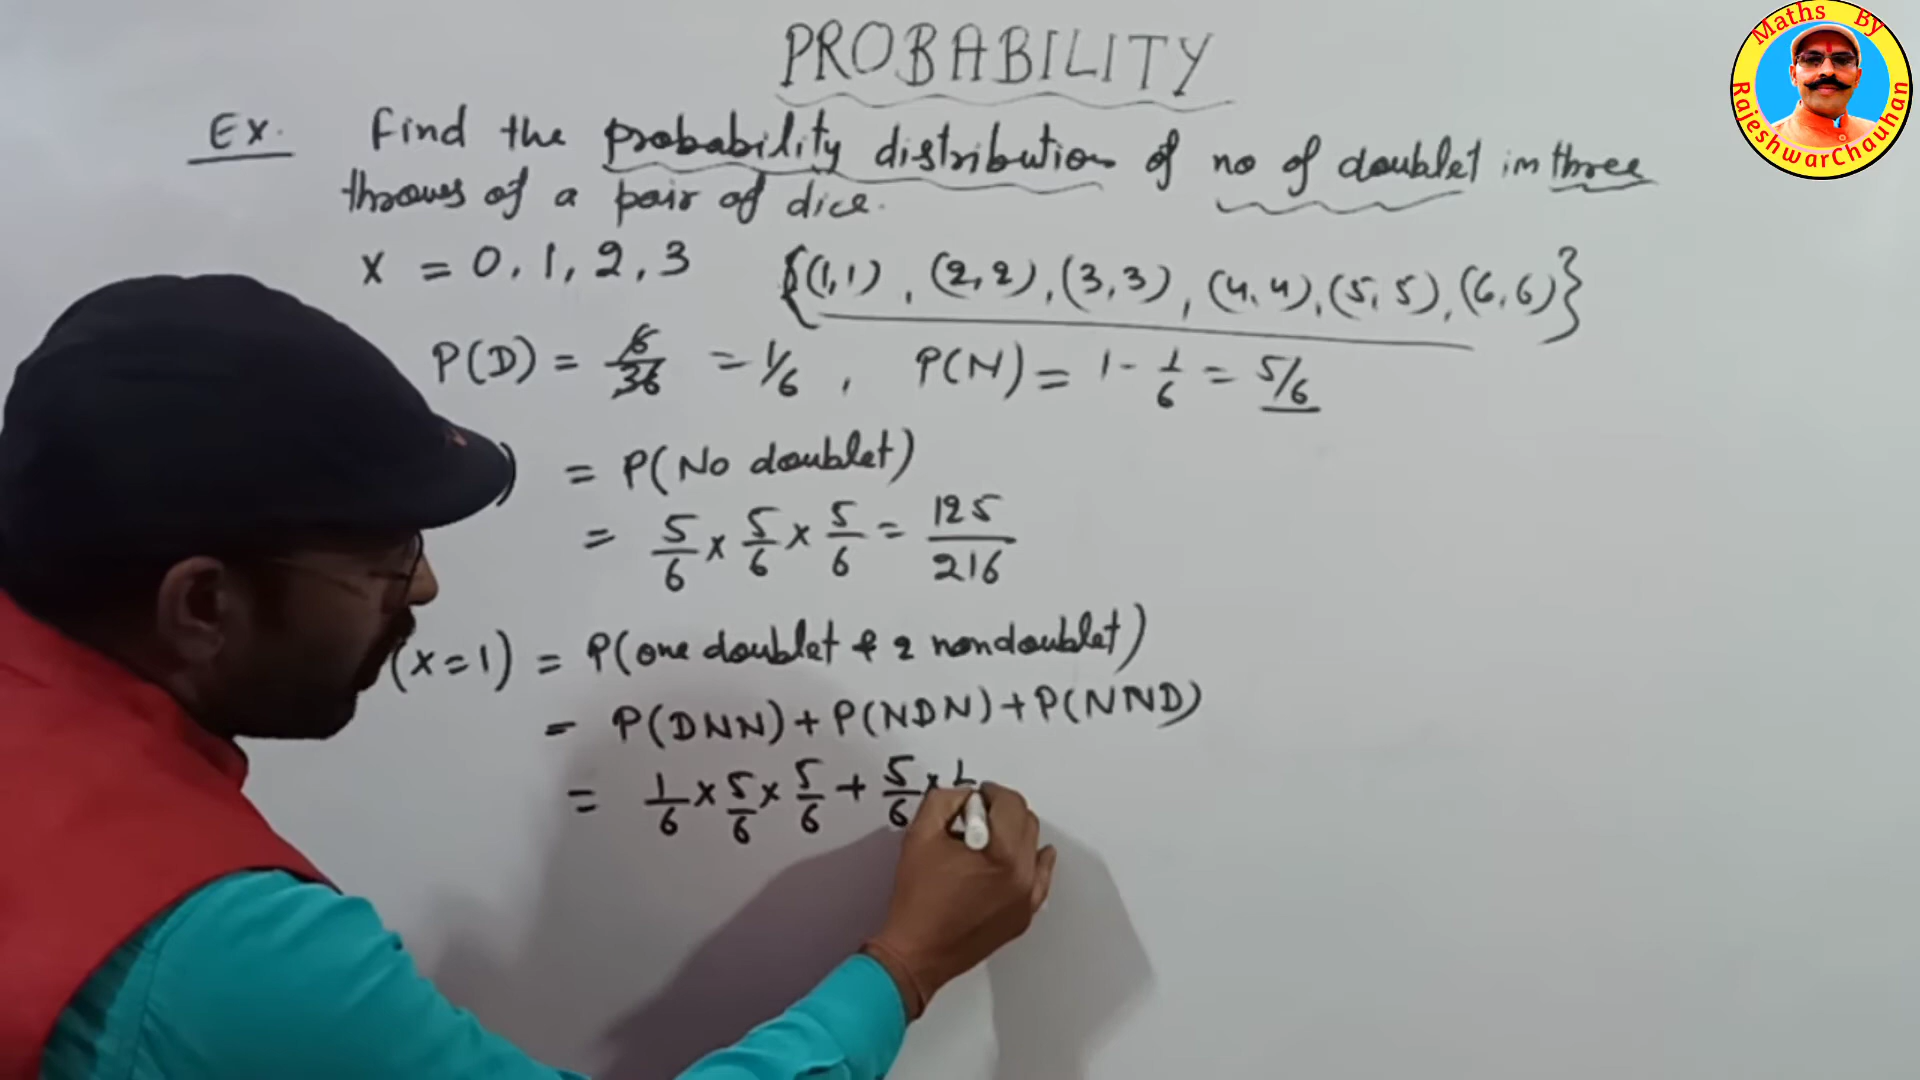 PROBABILITY
Ex. Find the probability distribution of no of doublet in three
throws of a pair of dice.
X = 0, 1, 2, 3 {(1,1), (2,2), (3,3), (4,4), (5,5), (6,6)}
P(D) = 6/36 = 1/6, P(N) = 1 - 1/6 = 5/6
) = P(No doublet)
= 5/6 × 5/6 × 5/6 = 125/216
(x=1) = P(one doublet & 2 nondoublet)
= P(DNN) + P(NDN) + P(NND)
= 1/6 × 5/6 × 5/6 + 5/6 × 1
Maths By
RajeshwarChauhan